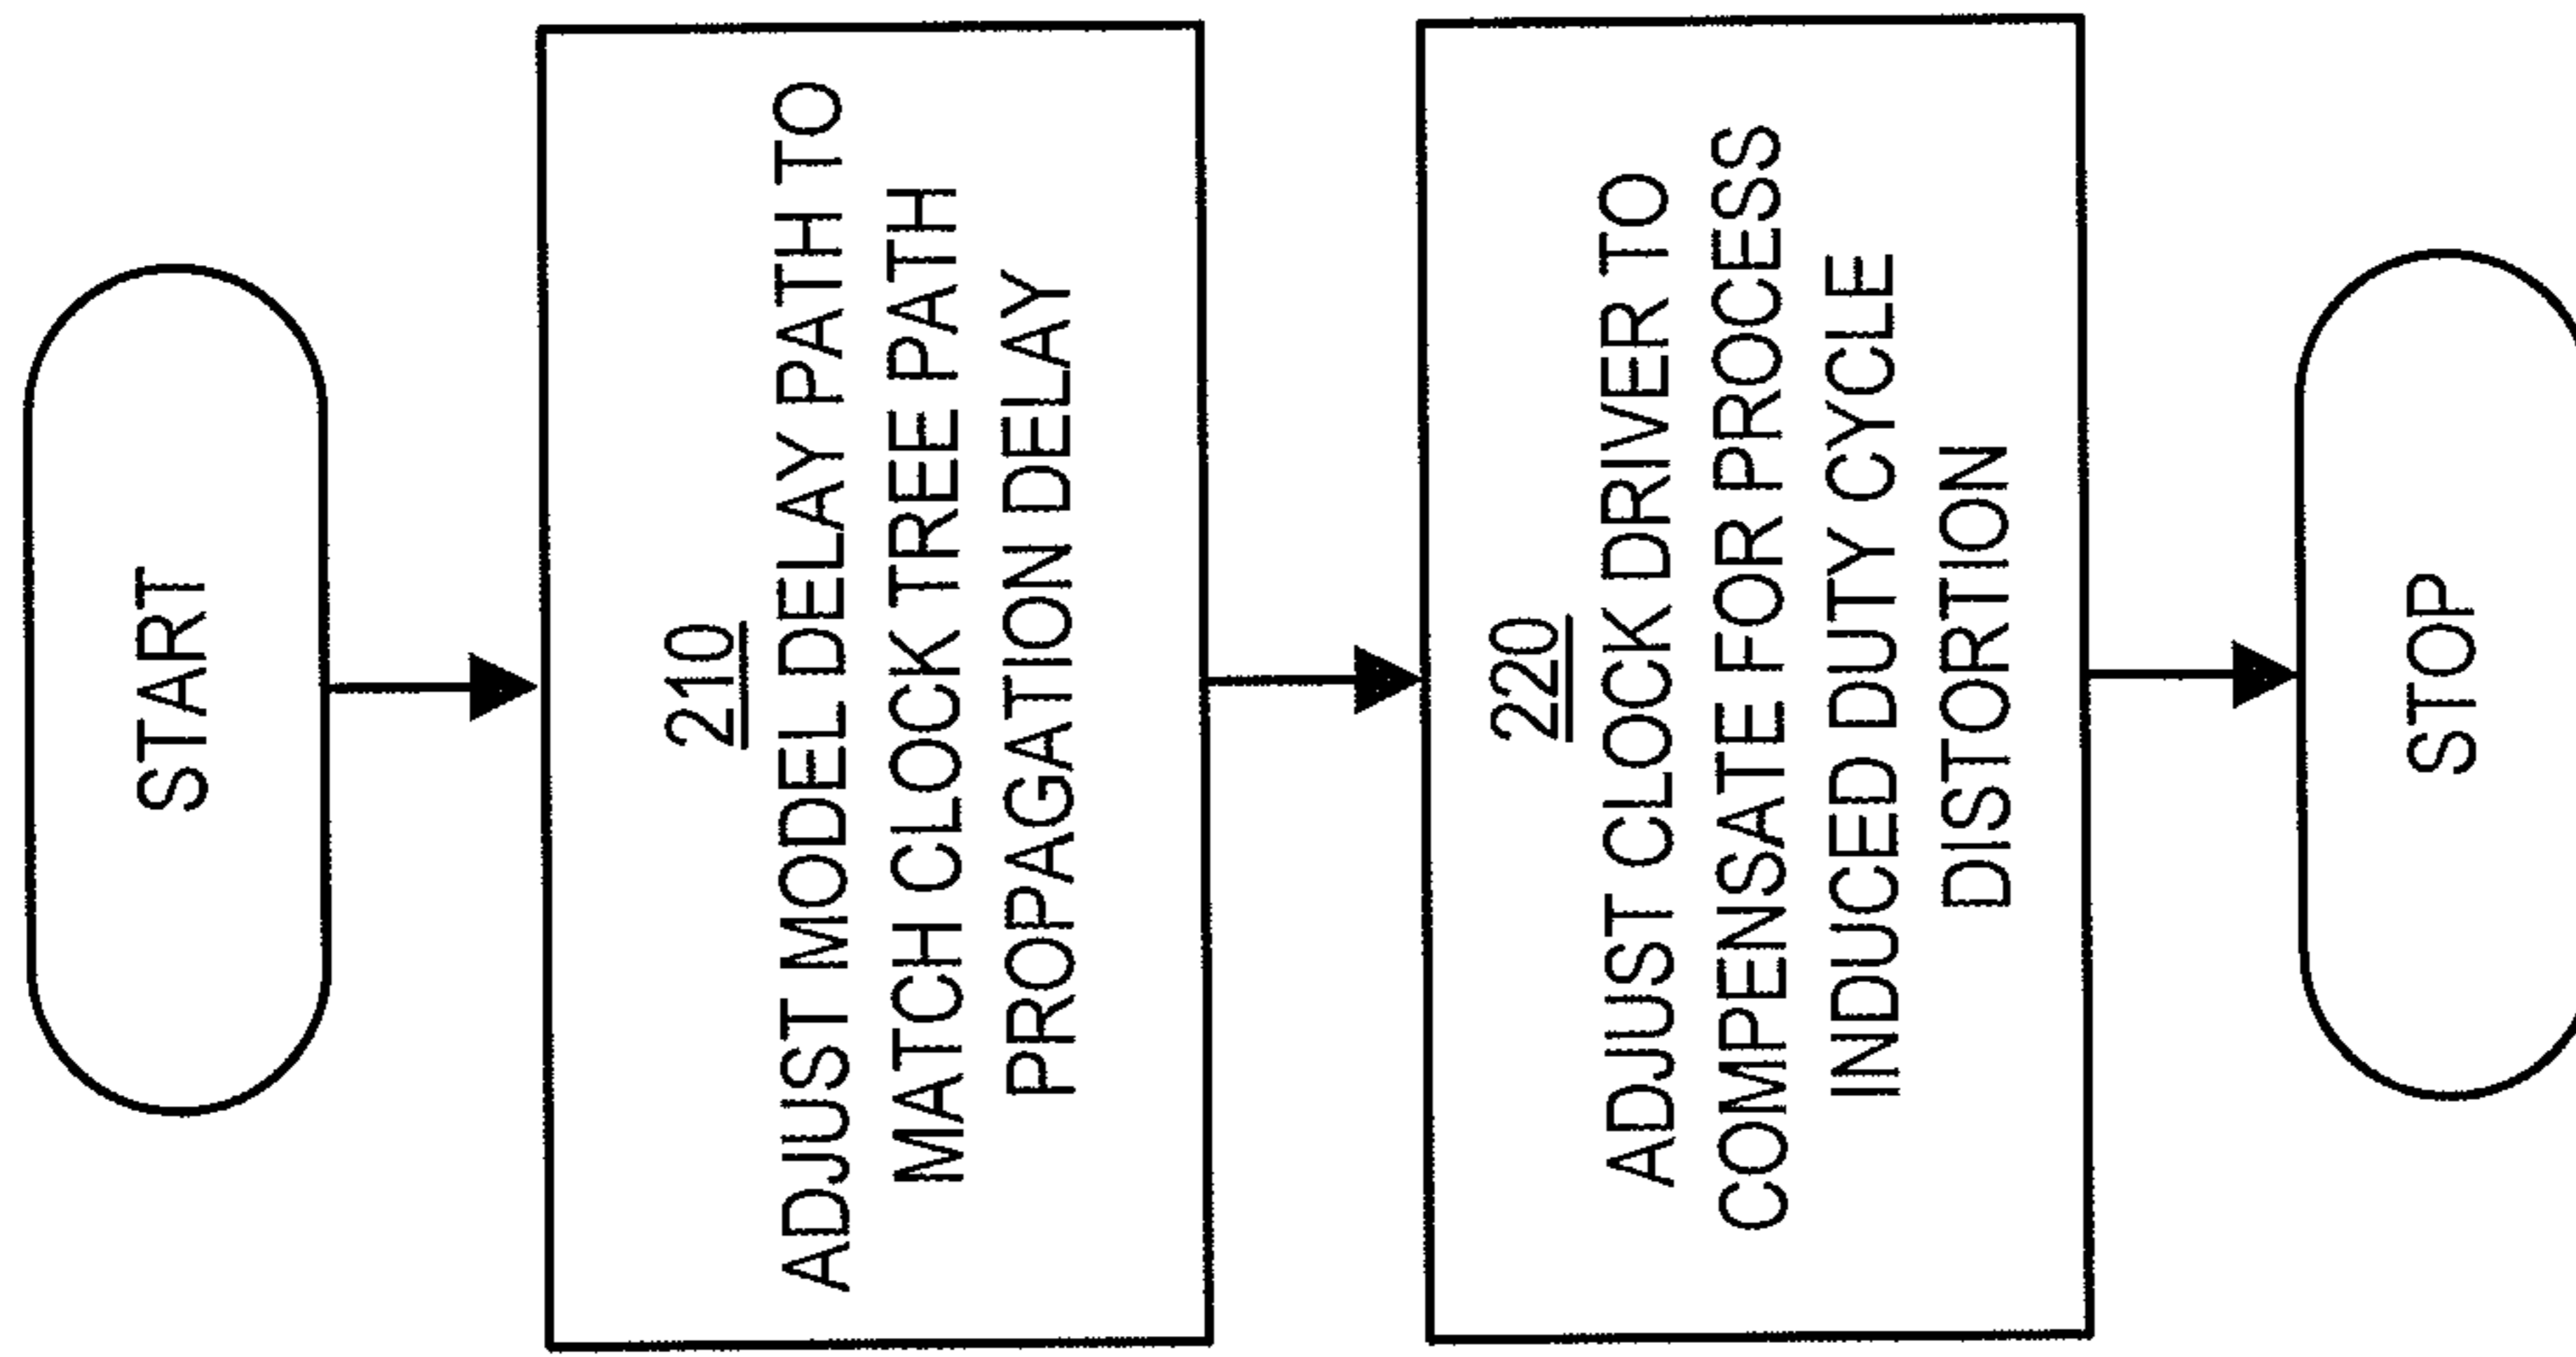 START
210
ADJUST MODEL DELAY PATH TO
MATCH CLOCK TREE PATH
PROPAGATION DELAY
220
ADJUST CLOCK DRIVER TO
COMPENSATE FOR PROCESS
INDUCED DUTY CYCLE
DISTORTION
STOP